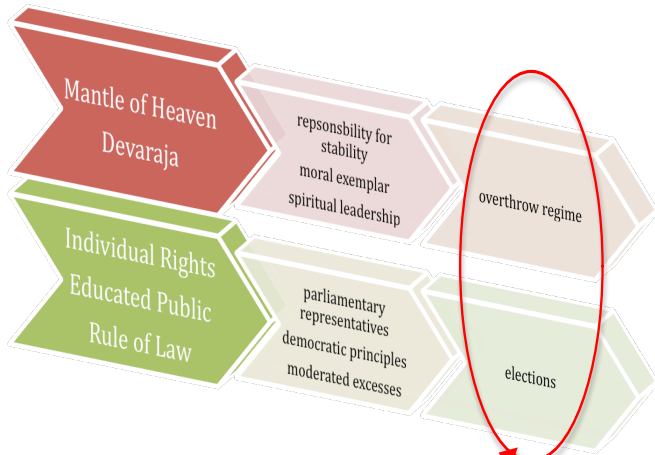 Mantle of Heaven
Devaraja
repsonsbility for
stability
moral exemplar
spiritual leadership
overthrow regime
Individual Rights
Educated Public
Rule of Law
parliamentary
representatives
democratic principles
moderated excesses
elections